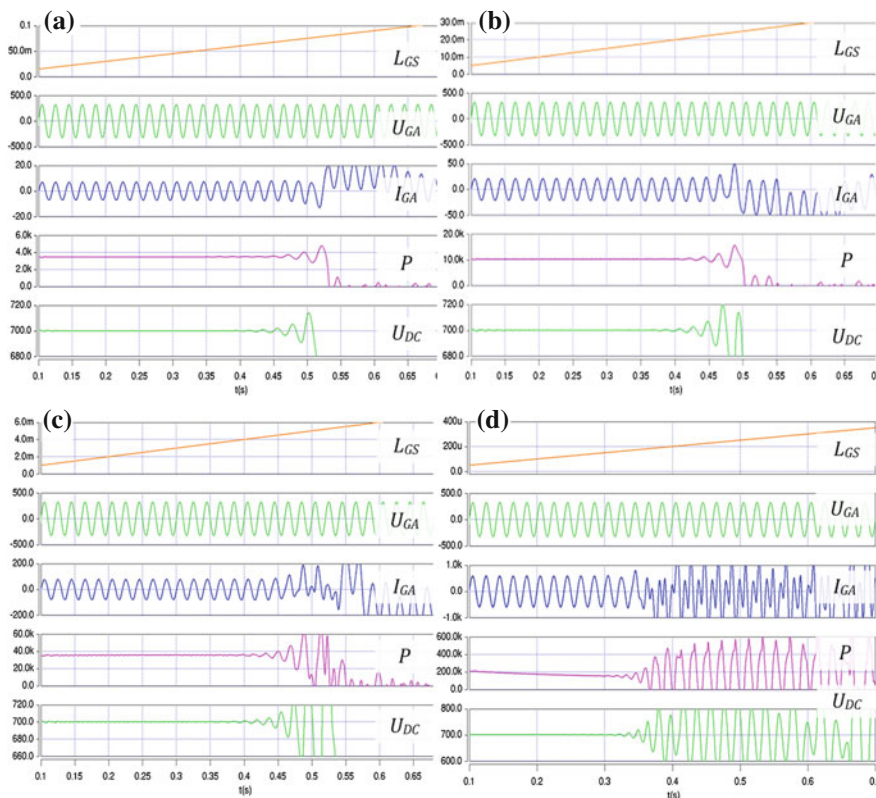 (a)
0.1
50.0m
0.0
L_GS
500.0
0.0
-500.0
U_GA
20.0
0.0
-20.0
I_GA
6.0k
4.0k
2.0k
0.0
P
720.0
700.0
680.0
U_DC
0.1 0.15 0.2 0.25 0.3 0.35 0.4 0.45 0.5 0.55 0.6 0.65
t(s)
(b)
30.0m
20.0m
10.0m
0.0
L_GS
500.0
0.0
-500.0
U_GA
50.0
0.0
-50.0
I_GA
20.0k
10.0k
0.0
P
720.0
700.0
680.0
U_DC
0.1 0.15 0.2 0.25 0.3 0.35 0.4 0.45 0.5 0.55 0.6 0.65
t(s)
(c)
6.0m
4.0m
2.0m
0.0
L_GS
500.0
0.0
-500.0
U_GA
200.0
0.0
-200.0
I_GA
60.0k
40.0k
20.0k
0.0
P
720.0
700.0
680.0
660.0
U_DC
0.1 0.15 0.2 0.25 0.3 0.35 0.4 0.45 0.5 0.55 0.6 0.65
t(s)
(d)
400u
200u
0.0
L_GS
500.0
0.0
-500.0
U_GA
1.0k
0.0
-1.0k
I_GA
600.0k
400.0k
200.0k
0.0
P
800.0
700.0
600.0
U_DC
0.1 0.2 0.3 0.4 0.5 0.6
t(s)